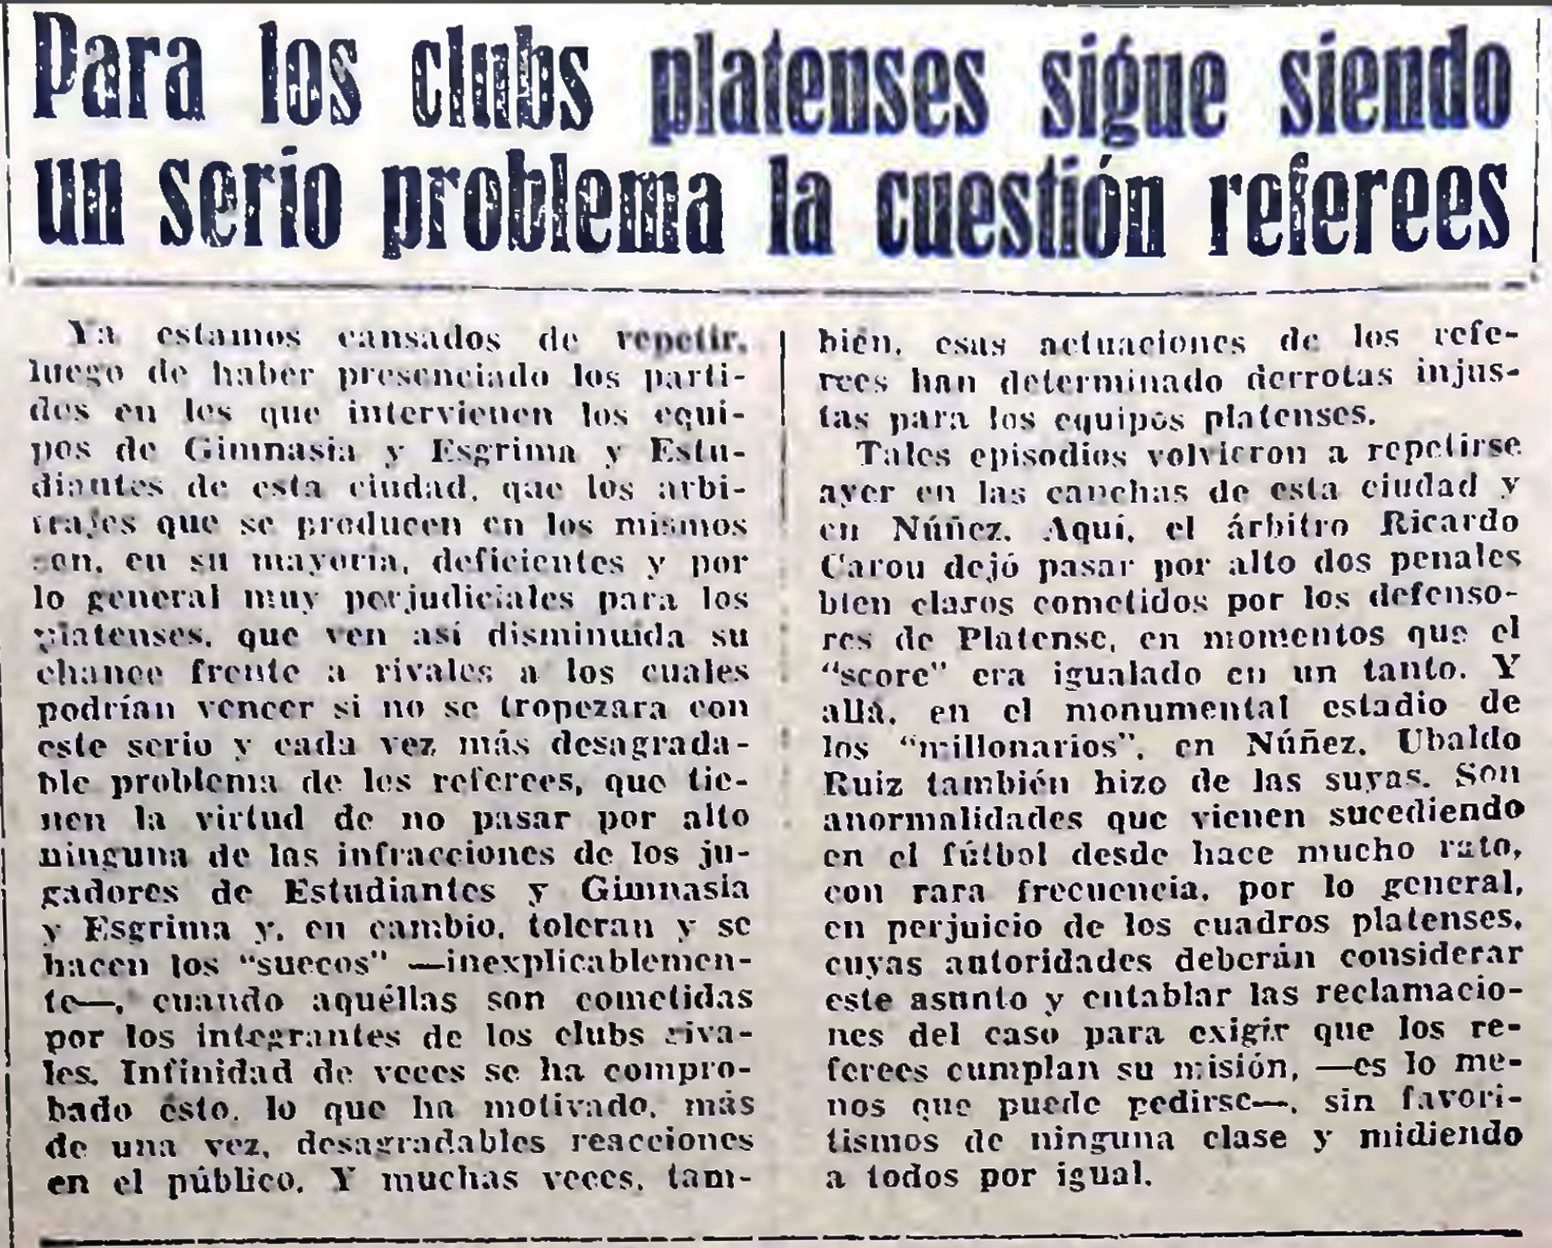 Para los clubs platenses sigue siendo
un serio problema la cuestión referees
Ya estamos cansados de repetir,
luego de haber presenciado los parti-
dos en los que intervienen los equi-
pos de Gimnasia y Esgrima y Estu-
diantes de esta ciudad, que los arbi-
trajes que se producen en los mismos
son, en su mayoría, deficientes y por
lo general muy perjudiciales para los
platenses, que ven así disminuída su
chance frente a rivales a los cuales
podrían vencer si no se tropezara con
este serio y cada vez más desagrada-
ble problema de los referees, que tie-
nen la virtud de no pasar por alto
ninguna de las infracciones de los ju-
gadores de Estudiantes y Gimnasia
y Esgrima y, en cambio, toleran y se
hacen los "suecos" —inexplicablemen-
te—, cuando aquéllas son cometidas
por los integrantes de los clubs riva-
les. Infinidad de veces se ha compro-
bado ésto, lo que ha motivado, más
de una vez, desagradables reacciones
en el público. Y muchas veces, tam-
bién, esas actuaciones de los refe-
rees han determinado derrotas injus-
tas para los equipos platenses.
Tales episodios volvieron a repetirse
ayer en las canchas de esta ciudad y
en Núñez. Aquí, el árbitro Ricardo
Carou dejó pasar por alto dos penales
bien claros cometidos por los defenso-
res de Platense, en momentos que el
"score" era igualado en un tanto. Y
allá, en el monumental estadio de
los "millonarios", en Núñez, Ubaldo
Ruiz también hizo de las suyas. Son
anormalidades que vienen sucediendo
en el fútbol desde hace mucho rato,
con rara frecuencia, por lo general,
en perjuicio de los cuadros platenses,
cuyas autoridades deberán considerar
este asunto y entablar las reclamacio-
nes del caso para exigir que los re-
ferees cumplan su misión, —es lo me-
nos que puede pedirse—, sin favori-
tismos de ninguna clase y midiendo
a todos por igual.